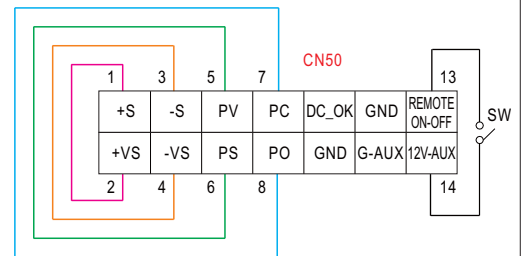 CN50
1 3 5 7 13
+S -S PV PC DC_OK GND REMOTE ON-OFF
SW
+VS -VS PS PO GND G-AUX 12V-AUX
2 4 6 8 14